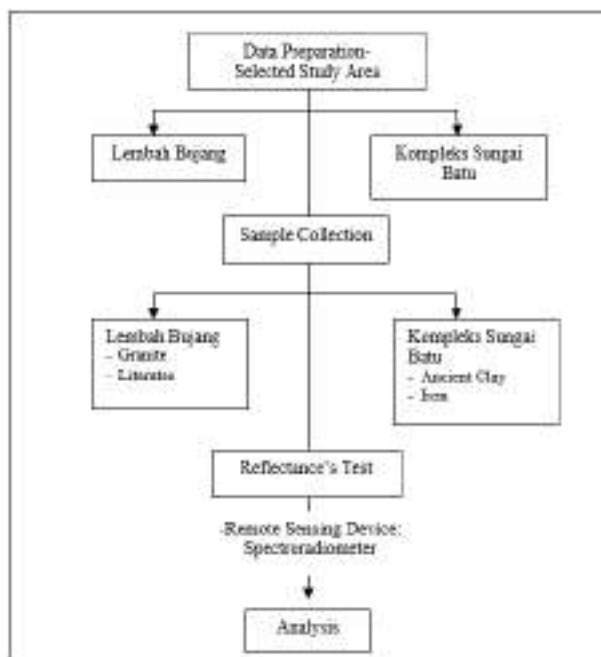 Data Preparation-
Selected Study Area
Lembah Bujang
Kompleks Sungai
Batu
Sample Collection
Lembah Bujang
- Granite
-
Kompleks Sungai
Batu
- Ancient Clay
- Iron
Reflectance's Test
-Remote Sensing Device:
Spectroradiometer
Analysis